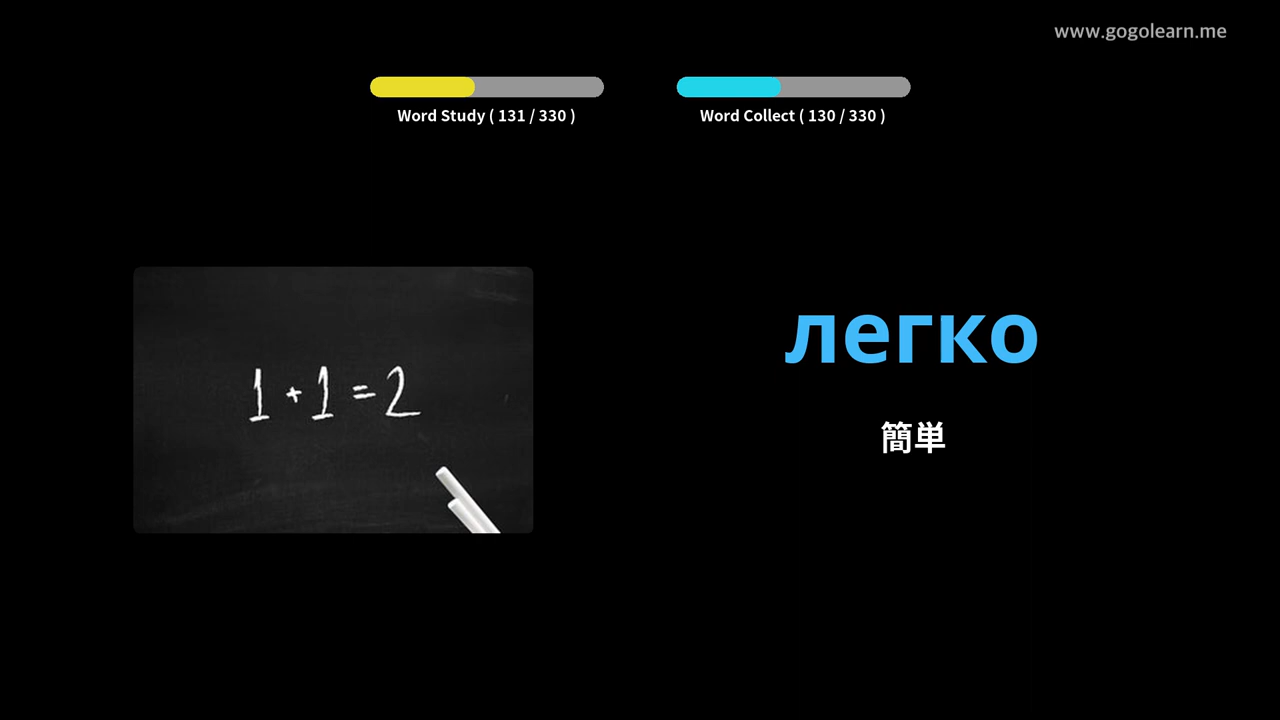 www.gogolearn.me
Word Study ( 131 / 330 )
Word Collect ( 130 / 330 )
1 + 1 = 2
легко
簡単